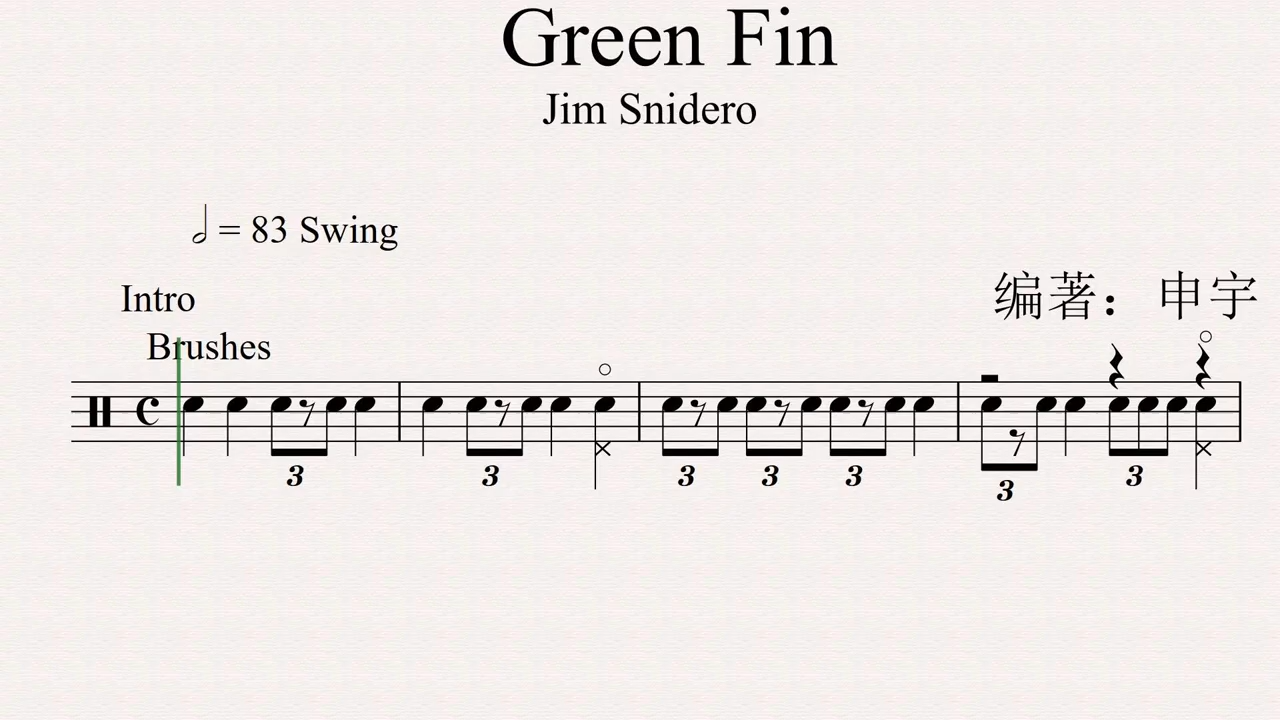 Green Fin
Jim Snidero
= 83 Swing
编著：申宇
Intro
Brushes
3
3
3
3
3
3
3